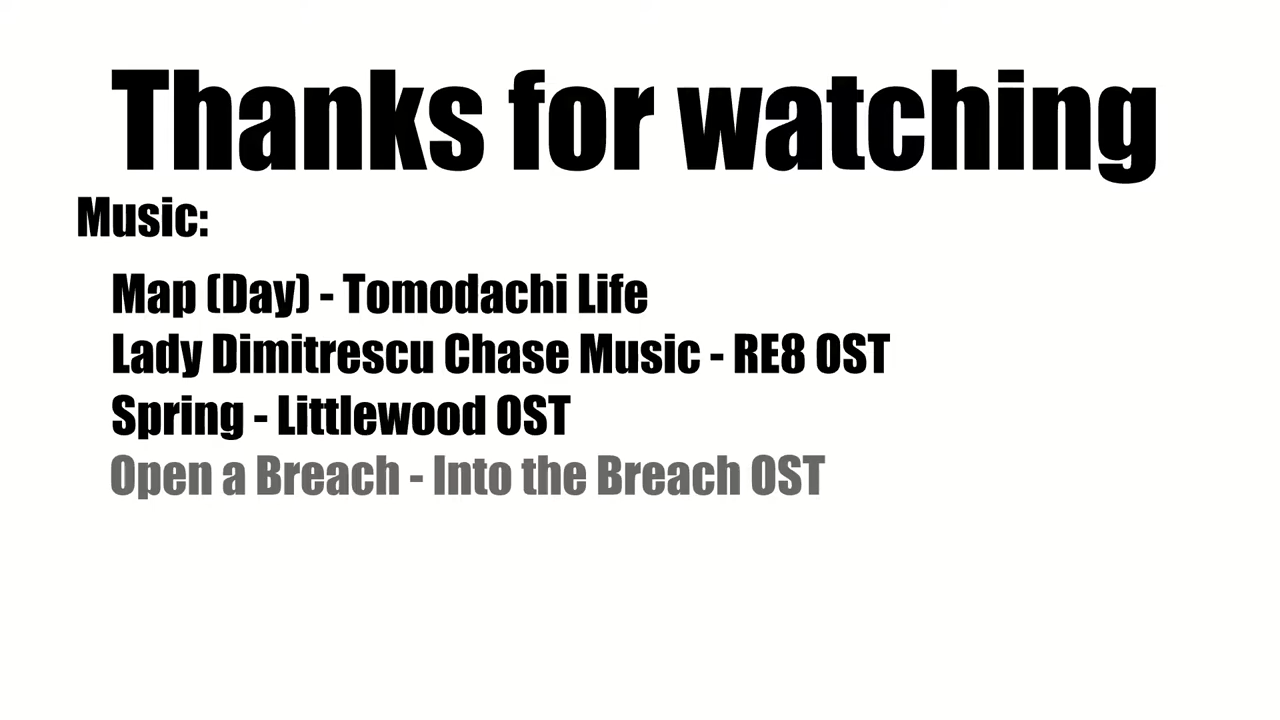 Thanks for watching
Music:
Map (Day) - Tomodachi Life
Lady Dimitrescu Chase Music - RE8 OST
Spring - Littlewood OST
Open a Breach - Into the Breach OST